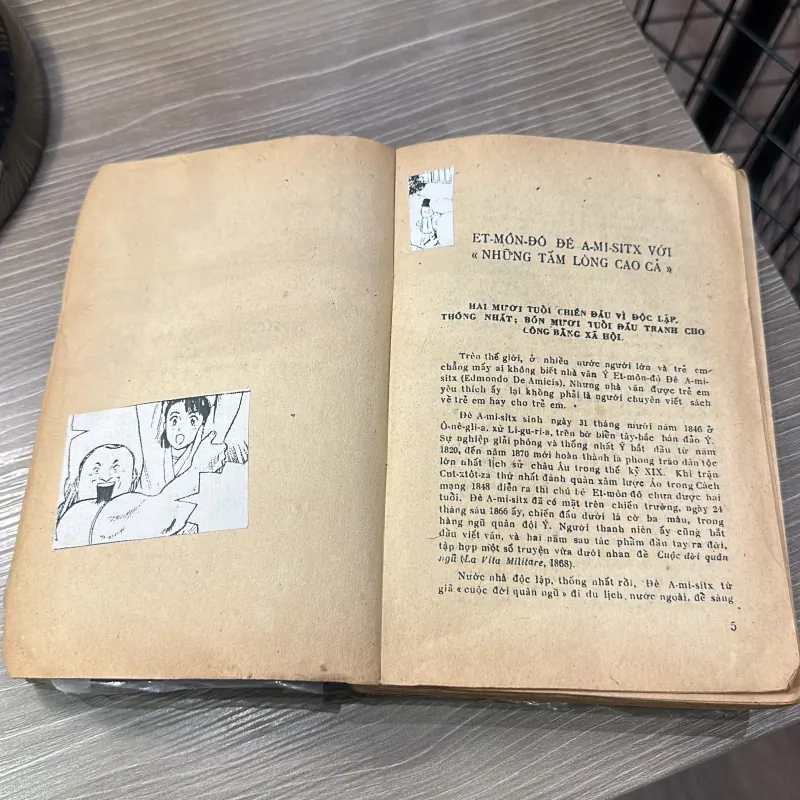 ET-MÔN-ĐÔ ĐÊ A-MI-SITX VỚI
« NHỮNG TẤM LÒNG CAO CẢ »
HAI MƯƠI TUỔI CHIẾN ĐẤU VÌ ĐỘC LẬP,
THỐNG NHẤT; BỐN MƯƠI TUỔI ĐẤU TRANH CHO
CÔNG BẰNG XÃ HỘI.
Trên thế giới, ở nhiều nước người lớn và trẻ em
chẳng mấy ai không biết nhà văn Ý Et-môn-đô Đê A-mi-
sitx (Edmondo De Amicis). Nhưng nhà văn được trẻ em
yêu thích ấy lại không phải là người chuyên viết sách
về trẻ em hay cho trẻ em.
Đê A-mi-sitx sinh ngày 31 tháng mười năm 1846 ở
Ô-nê-gli-a, xứ Li-gu-ri-a, trên bờ biển tây-bắc bán đảo Ý.
Sự nghiệp giải phóng và thống nhất Ý bắt đầu từ năm
1820, đến năm 1870 mới hoàn thành là phong trào dân tộc
lớn nhất lịch sử châu Âu trong thế kỷ XIX. Khi trận
Cut-xtôt-za thứ nhất đánh quân xâm lược Áo trong Cách
mạng 1848 diễn ra thì chú bé Et-môn đô chưa được hai
tuổi. Đê A-mi-sitx đã có mặt trên chiến trường, ngày 24
tháng sáu 1866 ấy, chiến đấu dưới lá cờ ba màu, trong
hàng ngũ quân đội Ý. Người thanh niên ấy cũng bắt
đầu viết văn, và hai năm sau tác phẩm đầu tay ra đời,
tập hợp một số truyện vừa dưới nhan đề Cuộc đời quân
ngũ (La Vita Militare, 1868).
Nước nhà độc lập, thống nhất rồi, Đê A-mi-sitx từ
giã « cuộc đời quân ngũ » đi du lịch nước ngoài, để sáng
5